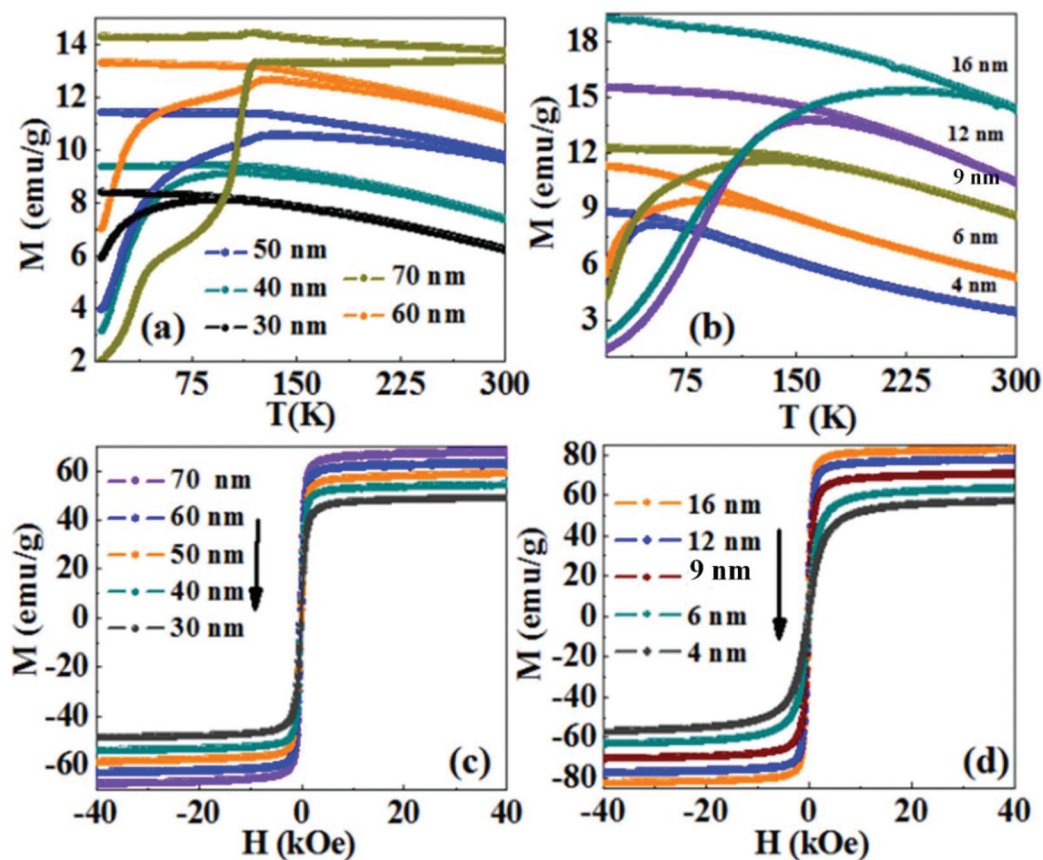 M (emu/g)
14
12
10
8
6
4
2
(a)
50 nm
40 nm
30 nm
70 nm
60 nm
75
150
225
300
T(K)
M (emu/g)
18
15
12
9
6
3
(b)
16 nm
12 nm
9 nm
6 nm
4 nm
75
150
225
300
T (K)
M (emu/g)
60
40
20
0
-20
-40
-60
70 nm
60 nm
50 nm
40 nm
30 nm
(c)
-40
-20
0
20
40
H (kOe)
M (emu/g)
80
60
40
20
0
-20
-40
-60
-80
16 nm
12 nm
9 nm
6 nm
4 nm
(d)
-40
-20
0
20
40
H (kOe)